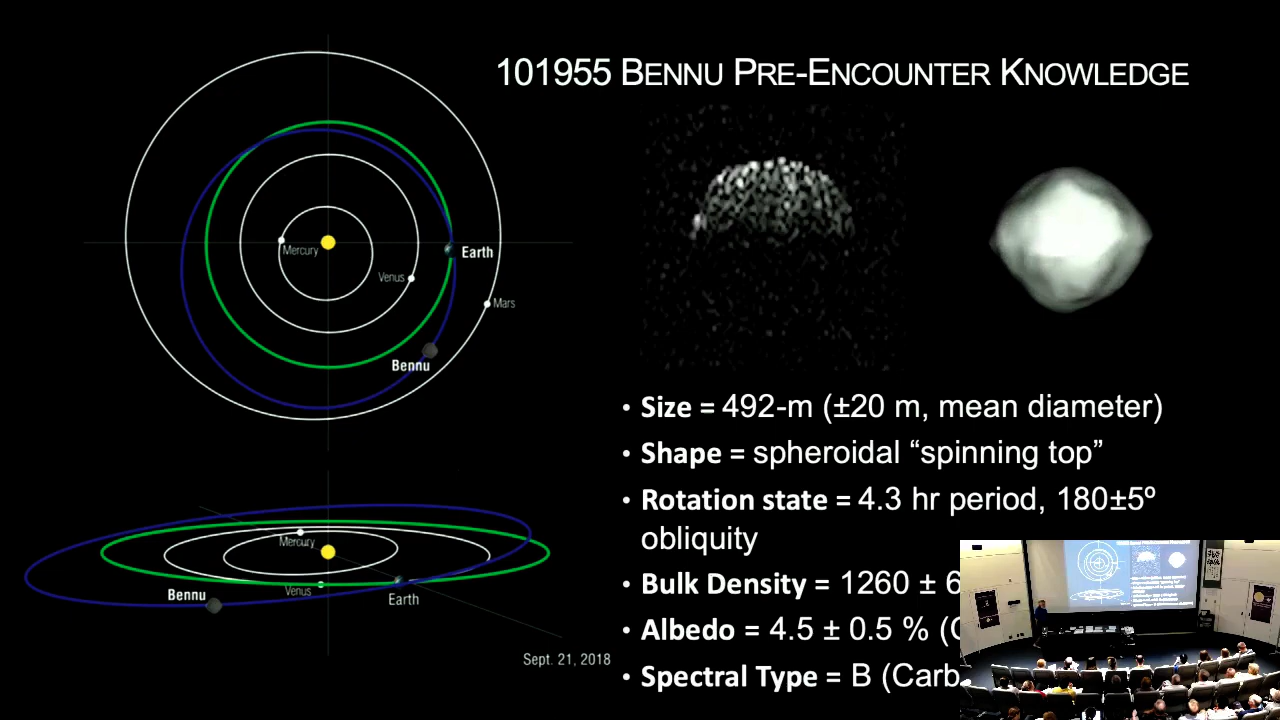 101955 BENNU PRE-ENCOUNTER KNOWLEDGE
Mercury
Earth
Venus
Mars
Bennu
• Size = 492-m (±20 m, mean diameter)
• Shape = spheroidal “spinning top”
• Rotation state = 4.3 hr period, 180±5º
obliquity
• Bulk Density = 1260 ± 6
• Albedo = 4.5 ± 0.5 % (
• Spectral Type = B (Carb
Mercury
Venus
Bennu
Earth
Sept. 21, 2018